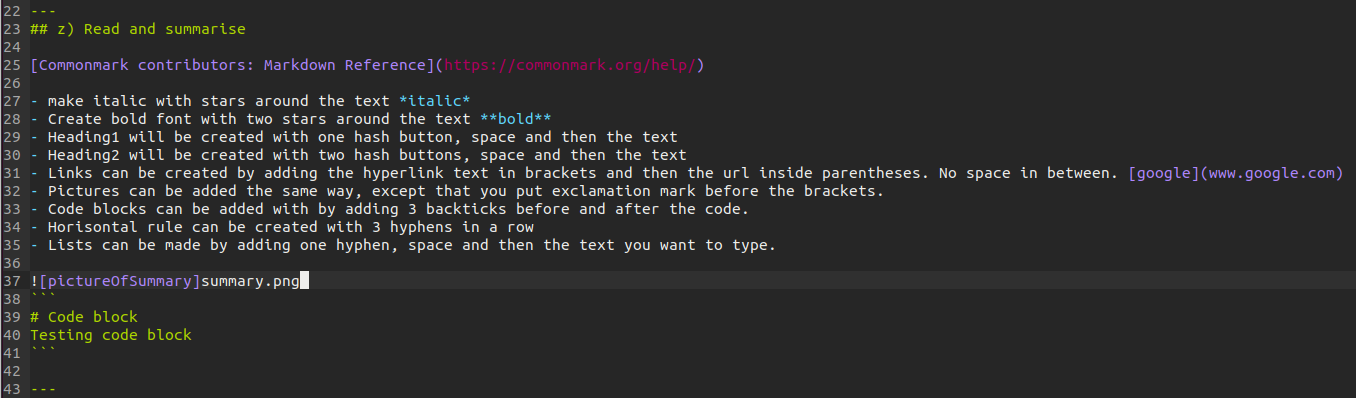 22 ---
23 ## z) Read and summarise
24
25 [Commonmark contributors: Markdown Reference](https://commonmark.org/help/)
26
27 - make italic with stars around the text *italic*
28 - Create bold font with two stars around the text **bold**
29 - Heading1 will be created with one hash button, space and then the text
30 - Heading2 will be created with two hash buttons, space and then the text
31 - Links can be created by adding the hyperlink text in brackets and then the url inside parentheses. No space in between. [google](www.google.com)
32 - Pictures can be added the same way, except that you put exclamation mark before the brackets.
33 - Code blocks can be added with by adding 3 backticks before and after the code.
34 - Horisontal rule can be created with 3 hyphens in a row
35 - Lists can be made by adding one hyphen, space and then the text you want to type.
36
37 ![pictureOfSummary]summary.png
38 ```
39 # Code block
40 Testing code block
41 ```
42
43 ---